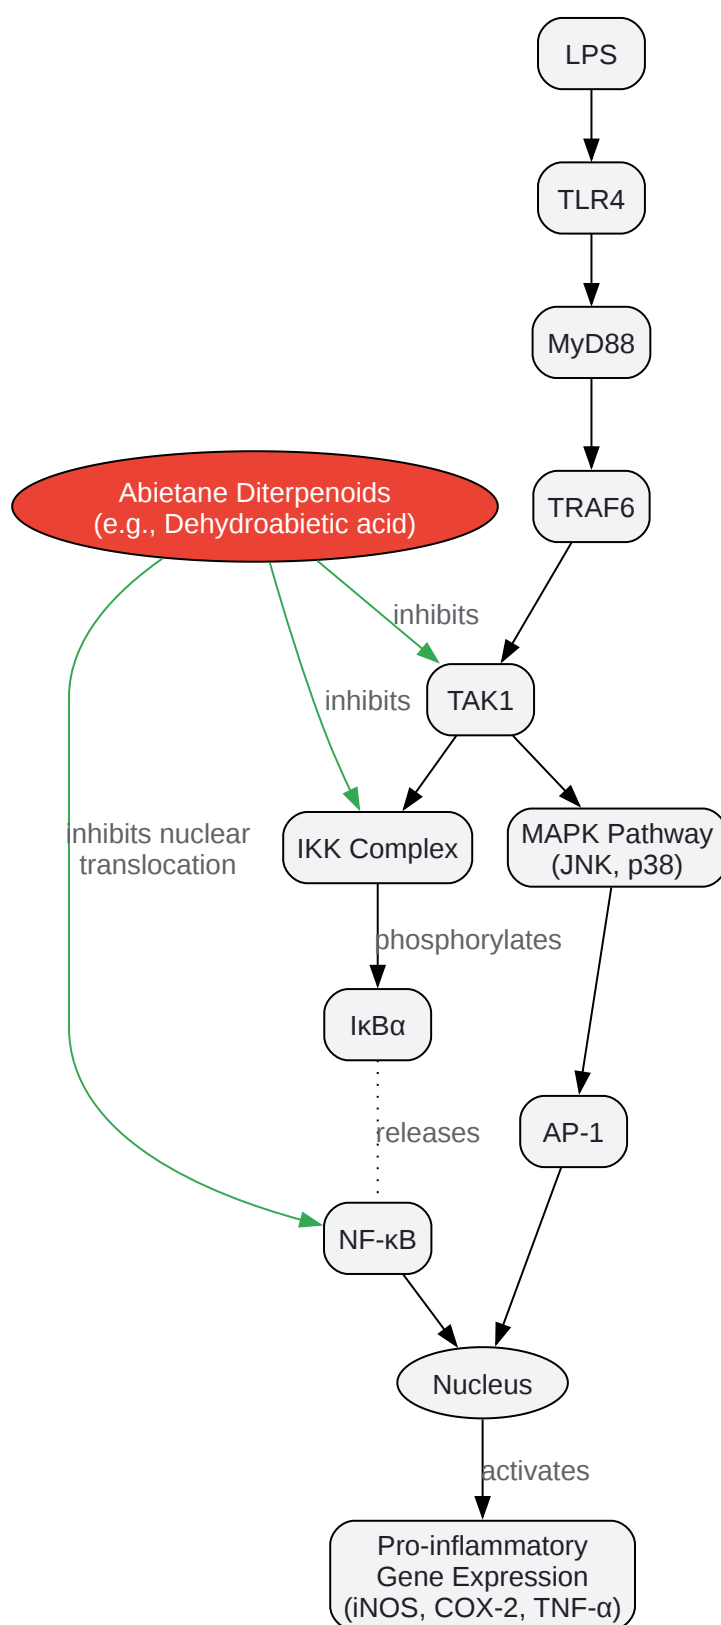 LPS
TLR4
MyD88
Abietane Diterpenoids
(e.g., Dehydroabietic acid)
TRAF6
inhibits
TAK1
inhibits
inhibits nuclear
translocation
IKK Complex
MAPK Pathway
(JNK, p38)
phosphorylates
IκBα
releases
AP-1
NF-κB
Nucleus
activates
Pro-inflammatory
Gene Expression
(iNOS, COX-2, TNF-α)